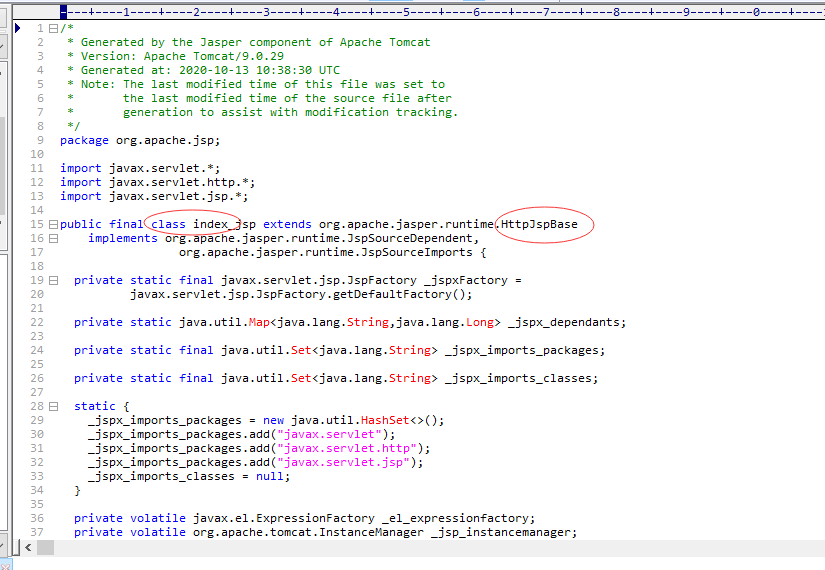 ----+----1----+----2----+----3----+----4----+----5----+----6----+----7----+----8----+----9----+----0----+----
1 /*
2  * Generated by the Jasper component of Apache Tomcat
3  * Version: Apache Tomcat/9.0.29
4  * Generated at: 2020-10-13 10:38:30 UTC
5  * Note: The last modified time of this file was set to
6  *       the last modified time of the source file after
7  *       generation to assist with modification tracking.
8  */
9 package org.apache.jsp;
10
11 import javax.servlet.*;
12 import javax.servlet.http.*;
13 import javax.servlet.jsp.*;
14
15 public final class index_jsp extends org.apache.jasper.runtime.HttpJspBase
16     implements org.apache.jasper.runtime.JspSourceDependent,
17                  org.apache.jasper.runtime.JspSourceImports {
18
19   private static final javax.servlet.jsp.JspFactory _jspxFactory =
20           javax.servlet.jsp.JspFactory.getDefaultFactory();
21
22   private static java.util.Map<java.lang.String,java.lang.Long> _jspx_dependants;
23
24   private static final java.util.Set<java.lang.String> _jspx_imports_packages;
25
26   private static final java.util.Set<java.lang.String> _jspx_imports_classes;
27
28   static {
29     _jspx_imports_packages = new java.util.HashSet<>();
30     _jspx_imports_packages.add("javax.servlet");
31     _jspx_imports_packages.add("javax.servlet.http");
32     _jspx_imports_packages.add("javax.servlet.jsp");
33     _jspx_imports_classes = null;
34   }
35
36   private volatile javax.el.ExpressionFactory _el_expressionfactory;
37   private volatile org.apache.tomcat.InstanceManager _jsp_instancemanager;